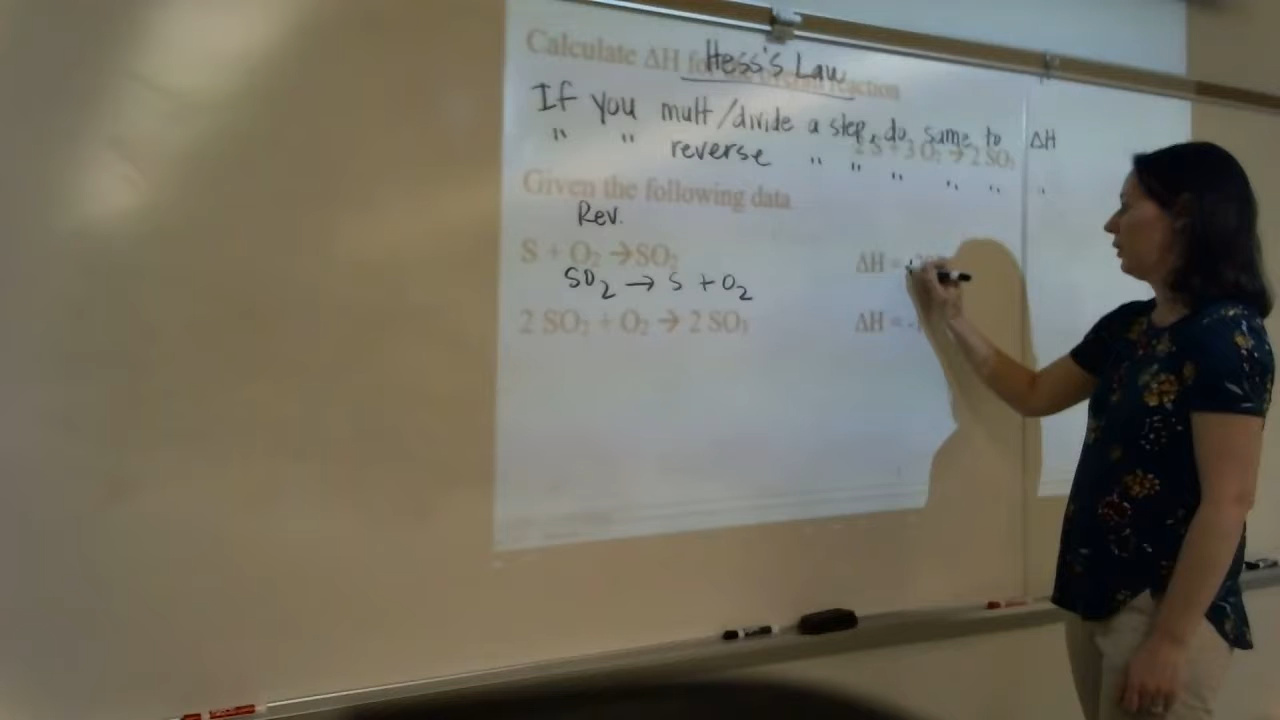 Calculate ΔH
Hess's Law
reaction
If you mult/divide a step, do same to ΔH
" " reverse " " " " " "
2 S + 3 O₂ → 2 SO₃
Given the following data
Rev.
S + O₂ → SO₂ ΔH =
SO₂ → S + O₂
2 SO₂ + O₂ → 2 SO₃ ΔH = -